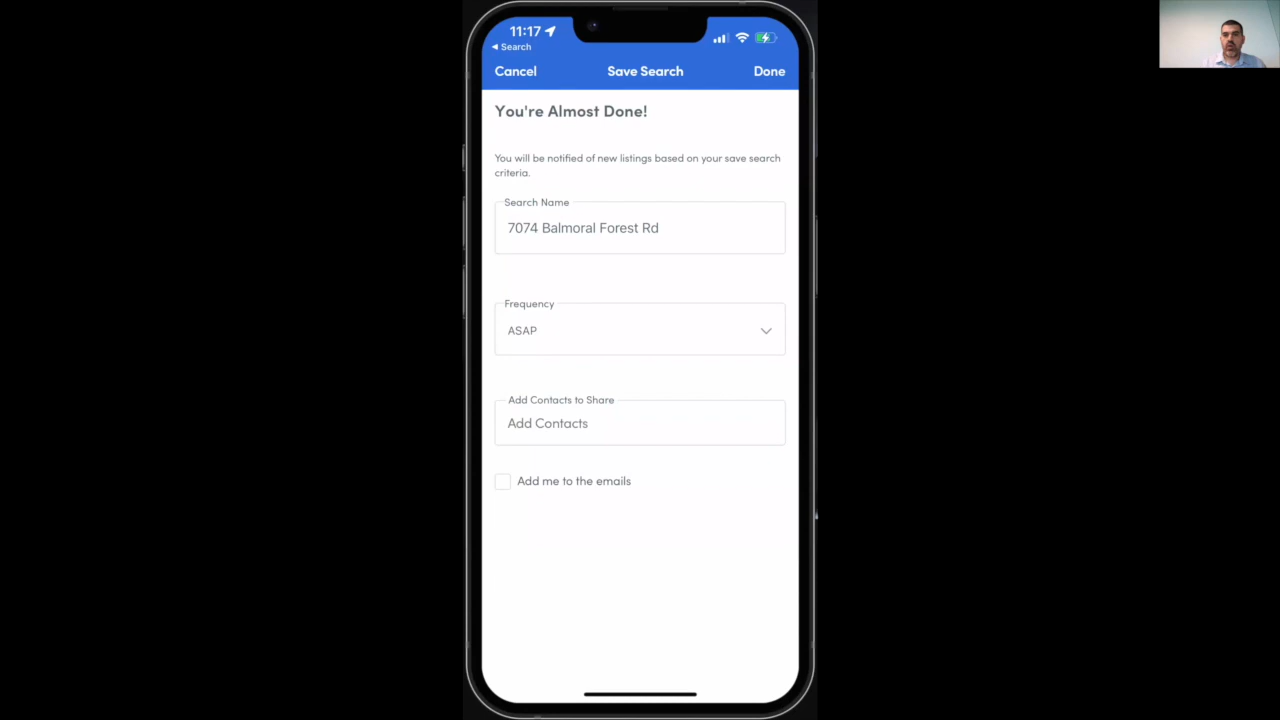 11:17
Search
Cancel
Save Search
Done
You're Almost Done!
You will be notified of new listings based on your save search
criteria.
Search Name
7074 Balmoral Forest Rd
Frequency
ASAP
Add Contacts to Share
Add Contacts
Add me to the emails